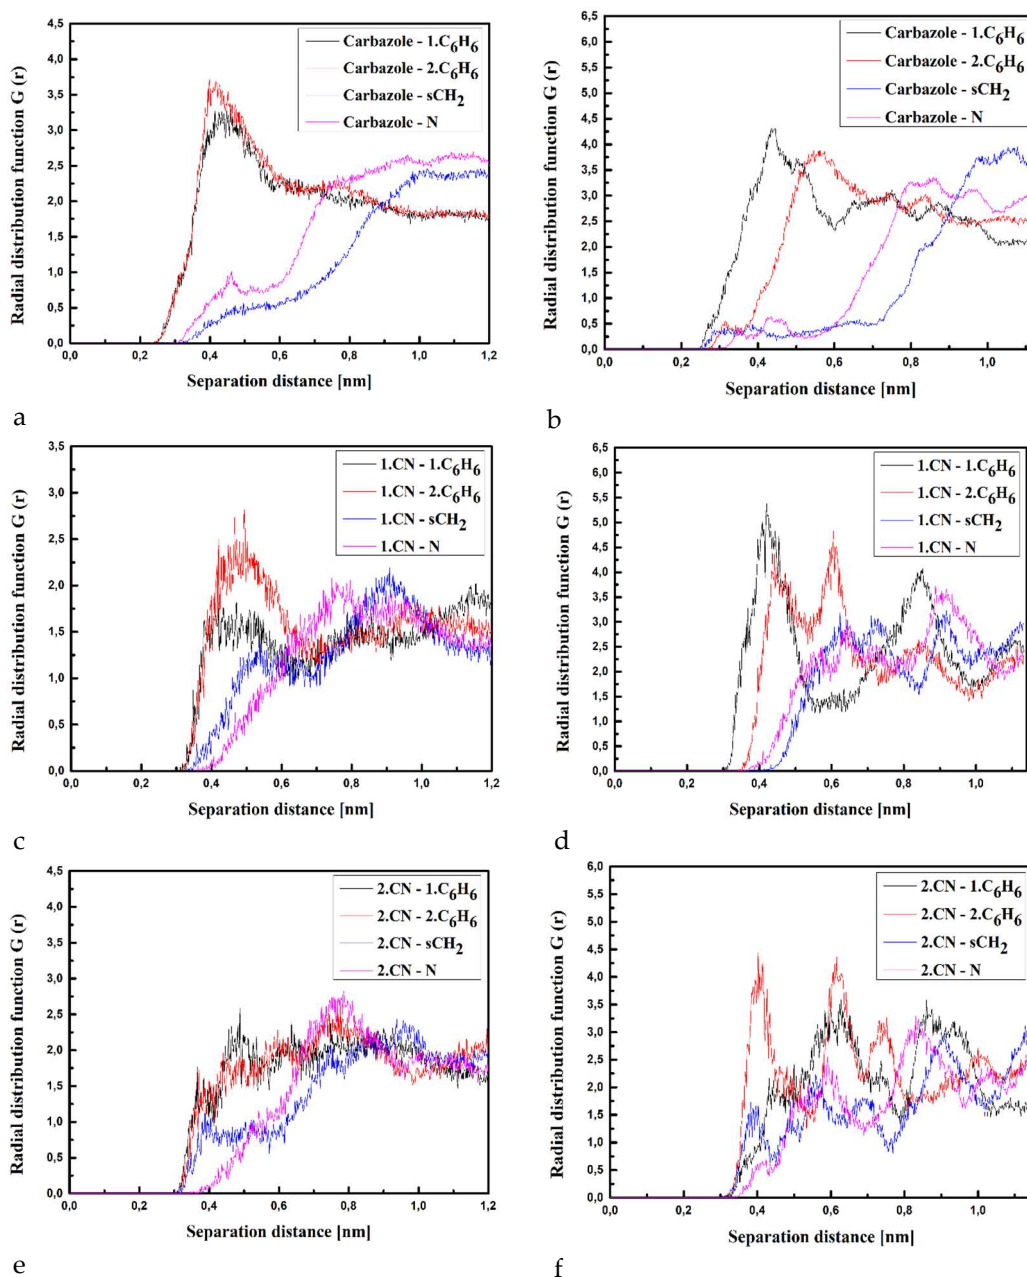 4,5
4,0
3,5
3,0
2,5
2,0
1,5
1,0
0,5
0,0
Radial distribution function G (r)
Carbazole - 1.C6H6
Carbazole - 2.C6H6
Carbazole - sCH2
Carbazole - N
0,0 0,2 0,4 0,6 0,8 1,0 1,2
Separation distance [nm]
a
6,5
6,0
5,5
5,0
4,5
4,0
3,5
3,0
2,5
2,0
1,5
1,0
0,5
0,0
Radial distribution function G (r)
Carbazole - 1.C6H6
Carbazole - 2.C6H6
Carbazole - sCH2
Carbazole - N
0,0 0,2 0,4 0,6 0,8 1,0
Separation distance [nm]
b
3,5
3,0
2,5
2,0
1,5
1,0
0,5
0,0
Radial distribution function G (r)
1.CN - 1.C6H6
1.CN - 2.C6H6
1.CN - sCH2
1.CN - N
0,0 0,2 0,4 0,6 0,8 1,0 1,2
Separation distance [nm]
c
6,5
6,0
5,5
5,0
4,5
4,0
3,5
3,0
2,5
2,0
1,5
1,0
0,5
0,0
Radial distribution function G (r)
1.CN - 1.C6H6
1.CN - 2.C6H6
1.CN - sCH2
1.CN - N
0,0 0,2 0,4 0,6 0,8 1,0
Separation distance [nm]
d
4,5
4,0
3,5
3,0
2,5
2,0
1,5
1,0
0,5
0,0
Radial distribution function G (r)
2.CN - 1.C6H6
2.CN - 2.C6H6
2.CN - sCH2
2.CN - N
0,0 0,2 0,4 0,6 0,8 1,0 1,2
Separation distance [nm]
e
6,0
5,5
5,0
4,5
4,0
3,5
3,0
2,5
2,0
1,5
1,0
0,5
0,0
Radial distribution function G (r)
2.CN - 1.C6H6
2.CN - 2.C6H6
2.CN - sCH2
2.CN - N
0,0 0,2 0,4 0,6 0,8 1,0
Separation distance [nm]
f